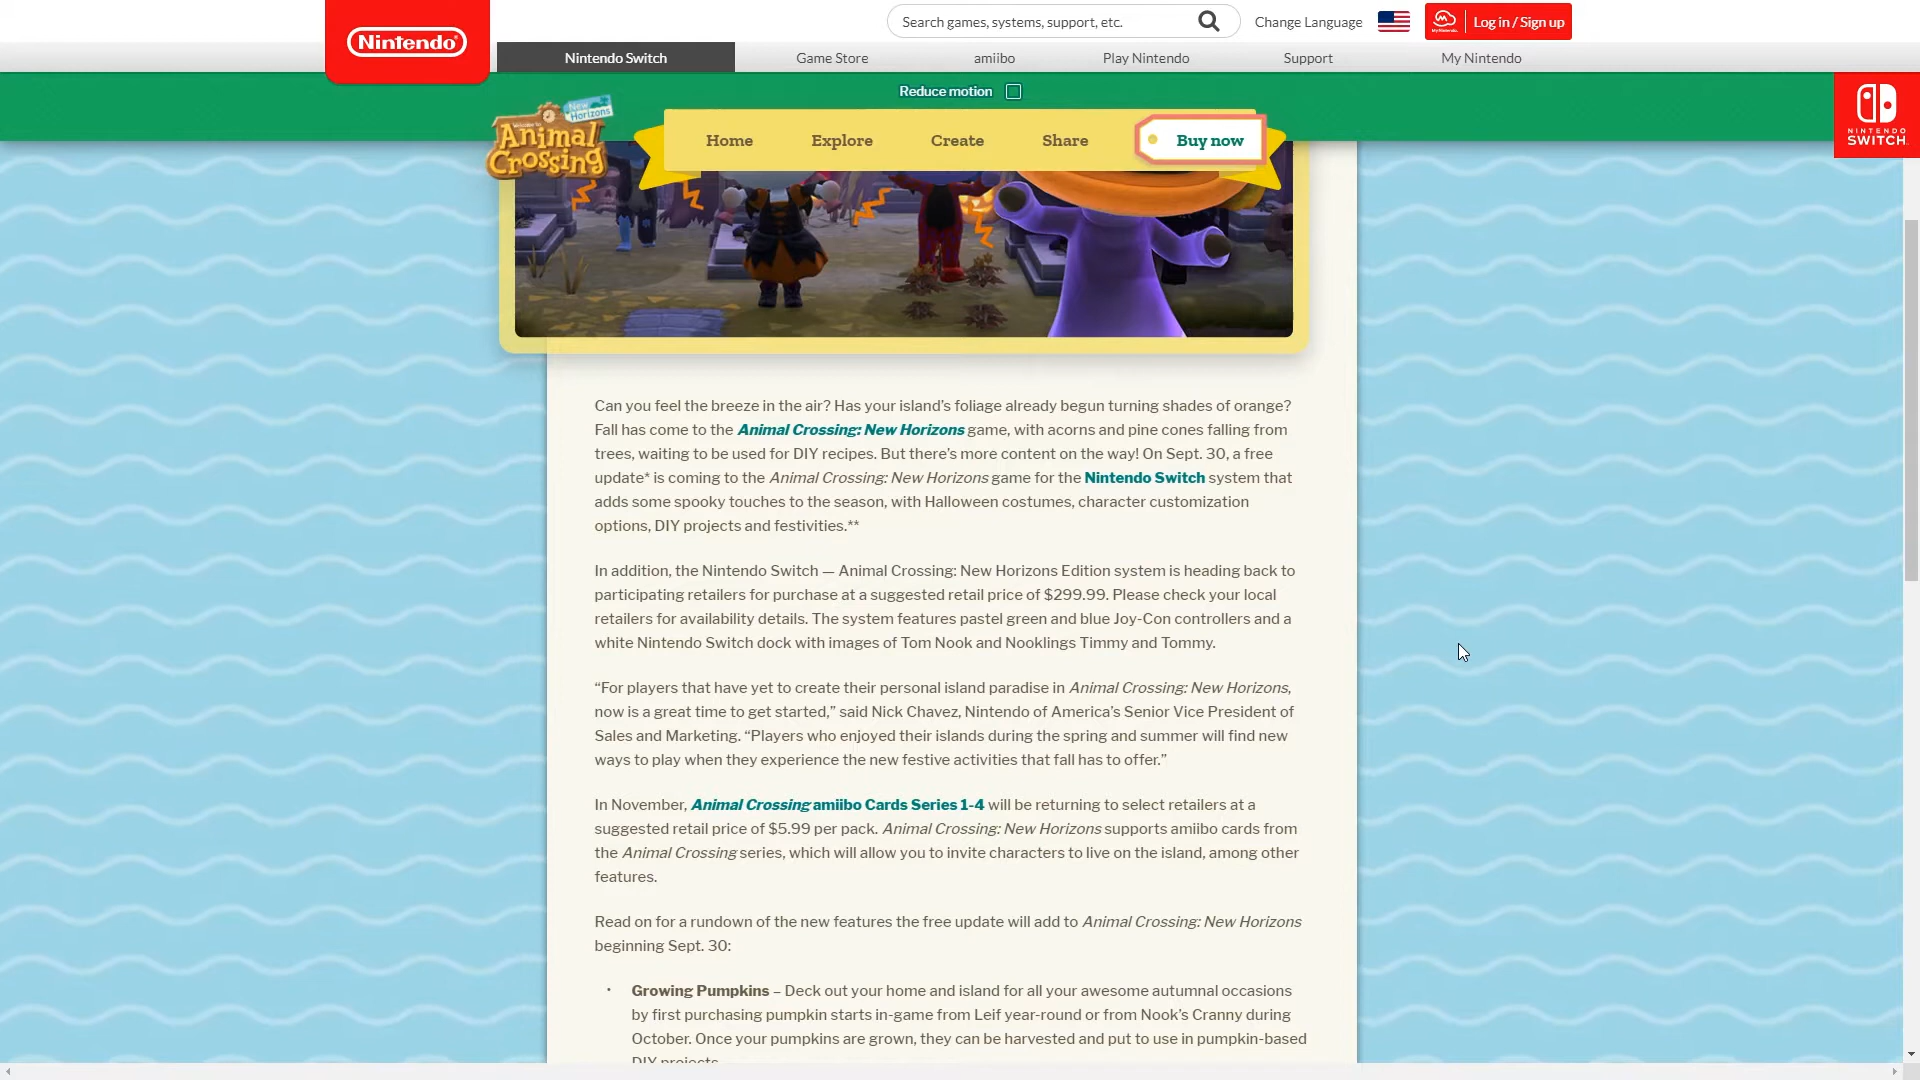 Search games, systems, support, etc.
Change Language
Log in / Sign up
Nintendo
Nintendo Switch
Game Store
amiibo
Play Nintendo
Support
My Nintendo
Reduce motion
NINTENDO
SWITCH
New
Horizons
Animal
Crossing
Home
Explore
Create
Share
Buy now
Can you feel the breeze in the air? Has your island’s foliage already begun turning shades of orange?
Fall has come to the Animal Crossing: New Horizons game, with acorns and pine cones falling from
trees, waiting to be used for DIY recipes. But there’s more content on the way! On Sept. 30, a free
update* is coming to the Animal Crossing: New Horizons game for the Nintendo Switch system that
adds some spooky touches to the season, with Halloween costumes, character customization
options, DIY projects and festivities.**
In addition, the Nintendo Switch — Animal Crossing: New Horizons Edition system is heading back to
participating retailers for purchase at a suggested retail price of $299.99. Please check your local
retailers for availability details. The system features pastel green and blue Joy-Con controllers and a
white Nintendo Switch dock with images of Tom Nook and Nooklings Timmy and Tommy.
“For players that have yet to create their personal island paradise in Animal Crossing: New Horizons,
now is a great time to get started,” said Nick Chavez, Nintendo of America’s Senior Vice President of
Sales and Marketing. “Players who enjoyed their islands during the spring and summer will find new
ways to play when they experience the new festive activities that fall has to offer.”
In November, Animal Crossing amiibo Cards Series 1-4 will be returning to select retailers at a
suggested retail price of $5.99 per pack. Animal Crossing: New Horizons supports amiibo cards from
the Animal Crossing series, which will allow you to invite characters to live on the island, among other
features.
Read on for a rundown of the new features the free update will add to Animal Crossing: New Horizons
beginning Sept. 30:
• Growing Pumpkins – Deck out your home and island for all your awesome autumnal occasions
by first purchasing pumpkin starts in-game from Leif year-round or from Nook’s Cranny during
October. Once your pumpkins are grown, they can be harvested and put to use in pumpkin-based
DIY projects.